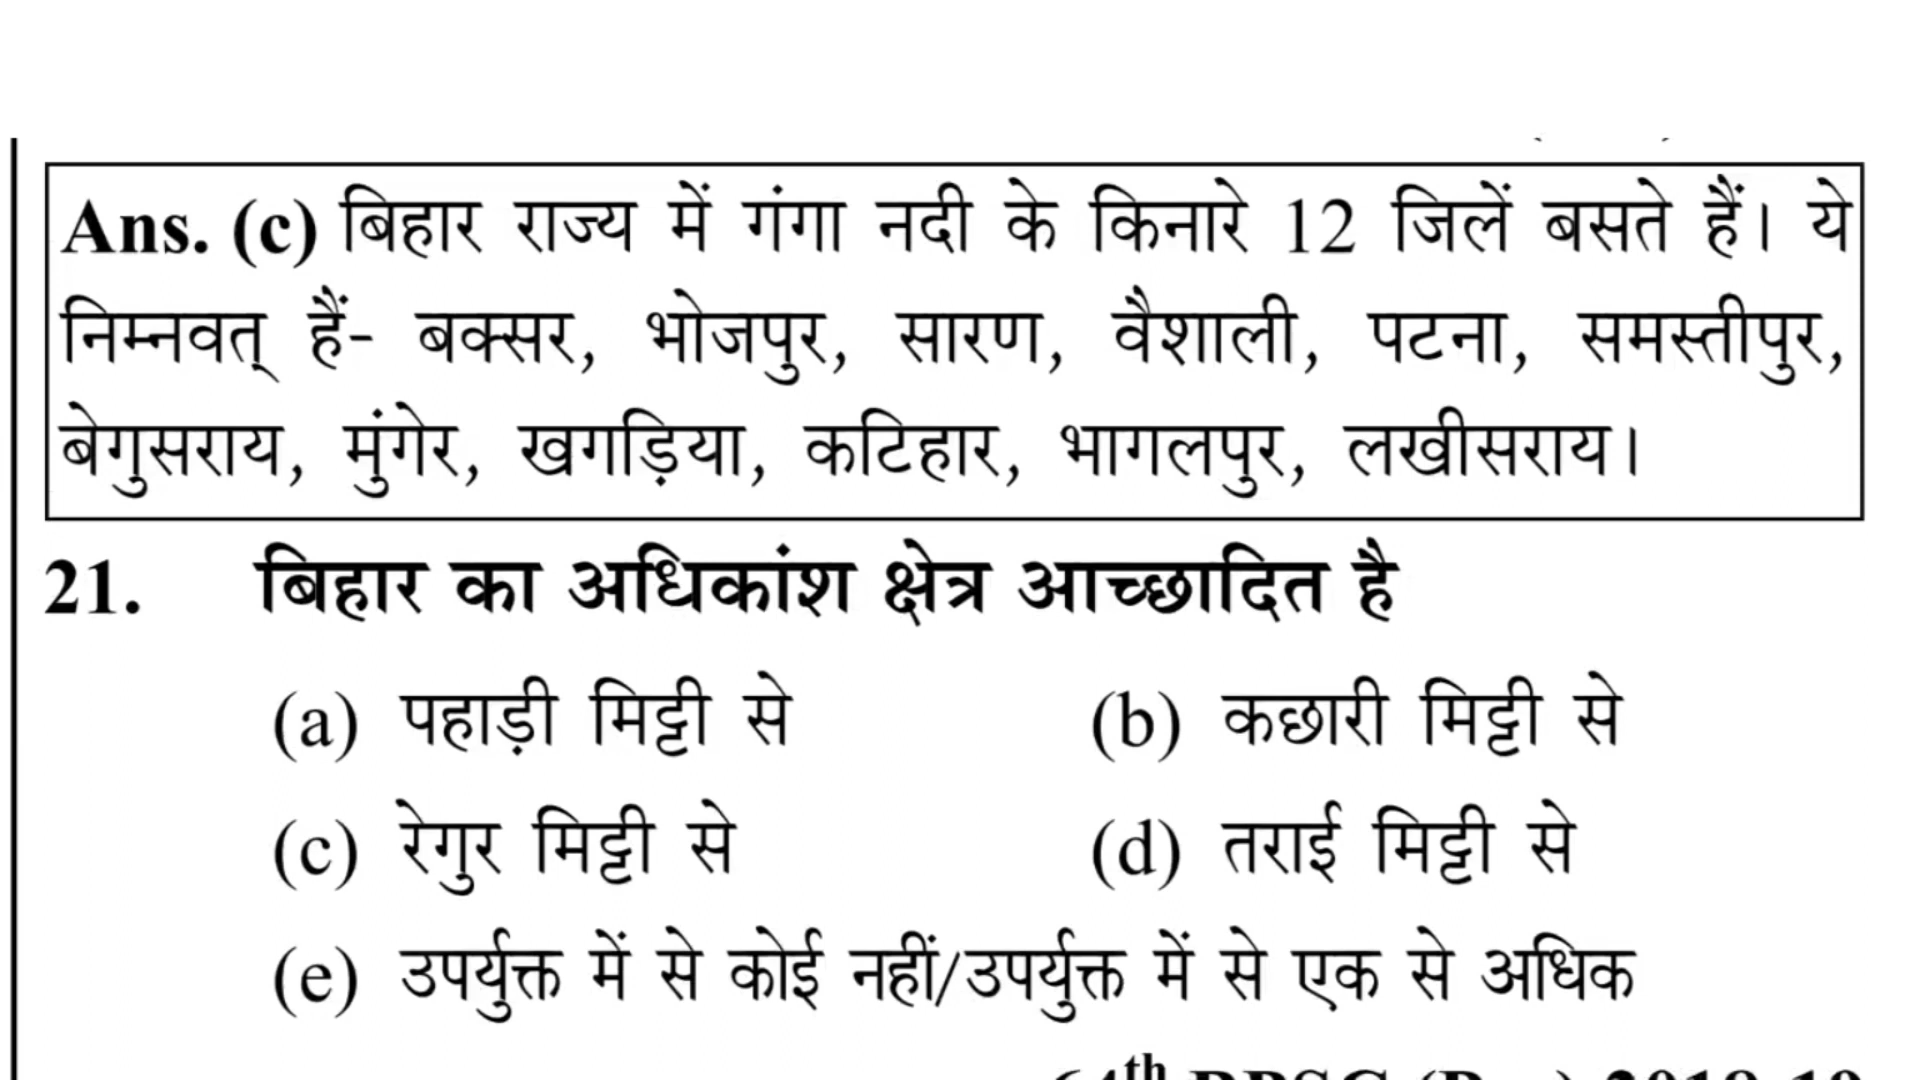 Ans. (c) बिहार राज्य में गंगा नदी के किनारे 12 जिलें बसते हैं। ये
निम्नवत् हैं- बक्सर, भोजपुर, सारण, वैशाली, पटना, समस्तीपुर,
बेगुसराय, मुंगेर, खगड़िया, कटिहार, भागलपुर, लखीसराय।
21. बिहार का अधिकांश क्षेत्र आच्छादित है
(a) पहाड़ी मिट्टी से (b) कछारी मिट्टी से
(c) रेगुर मिट्टी से (d) तराई मिट्टी से
(e) उपर्युक्त में से कोई नहीं/उपर्युक्त में से एक से अधिक